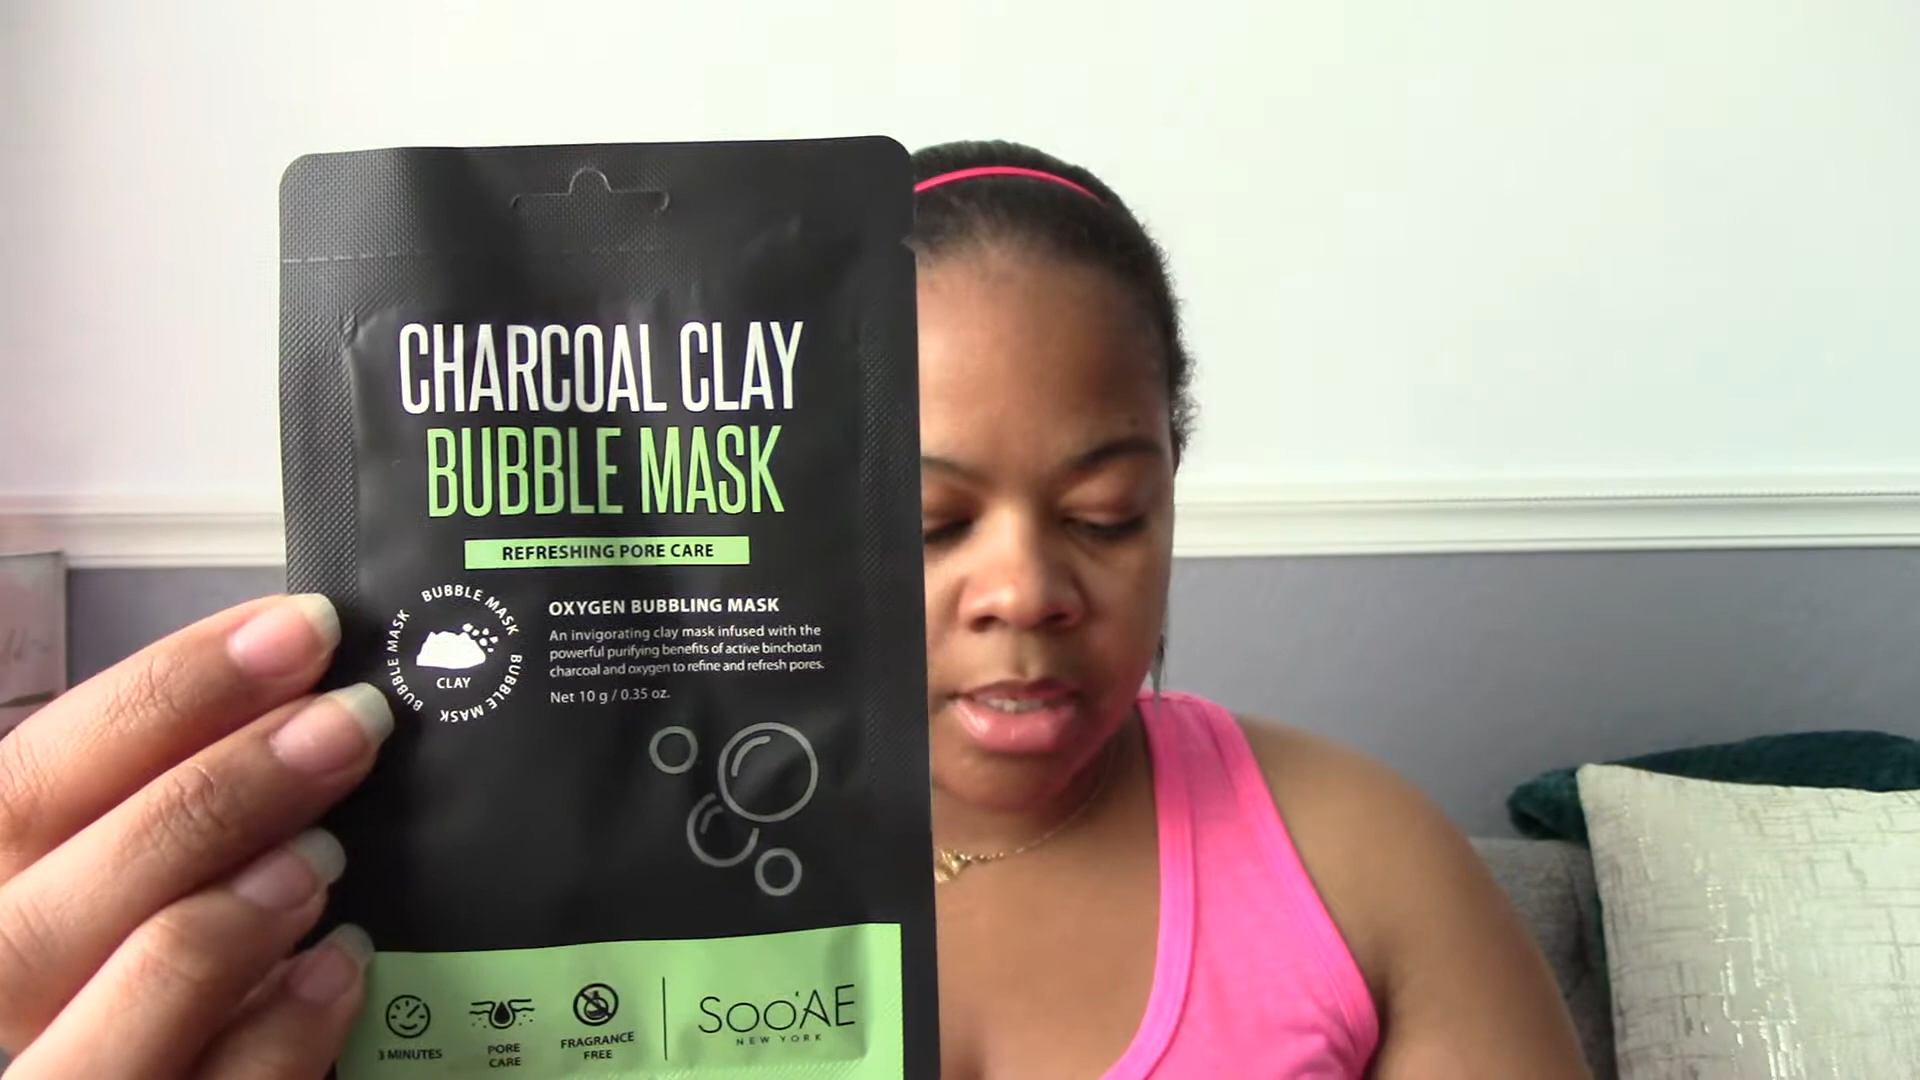 CHARCOAL CLAY
BUBBLE MASK
REFRESHING PORE CARE
BUBBLE MASK BUBBLE MASK BUBBLE MASK
CLAY
OXYGEN BUBBLING MASK
An invigorating clay mask infused with the
powerful purifying benefits of active binchotan
charcoal and oxygen to refine and refresh pores.
Net 10 g / 0.35 oz.
3 MINUTES
PORE
CARE
FRAGRANCE
FREE
SOO'AE
NEW YORK